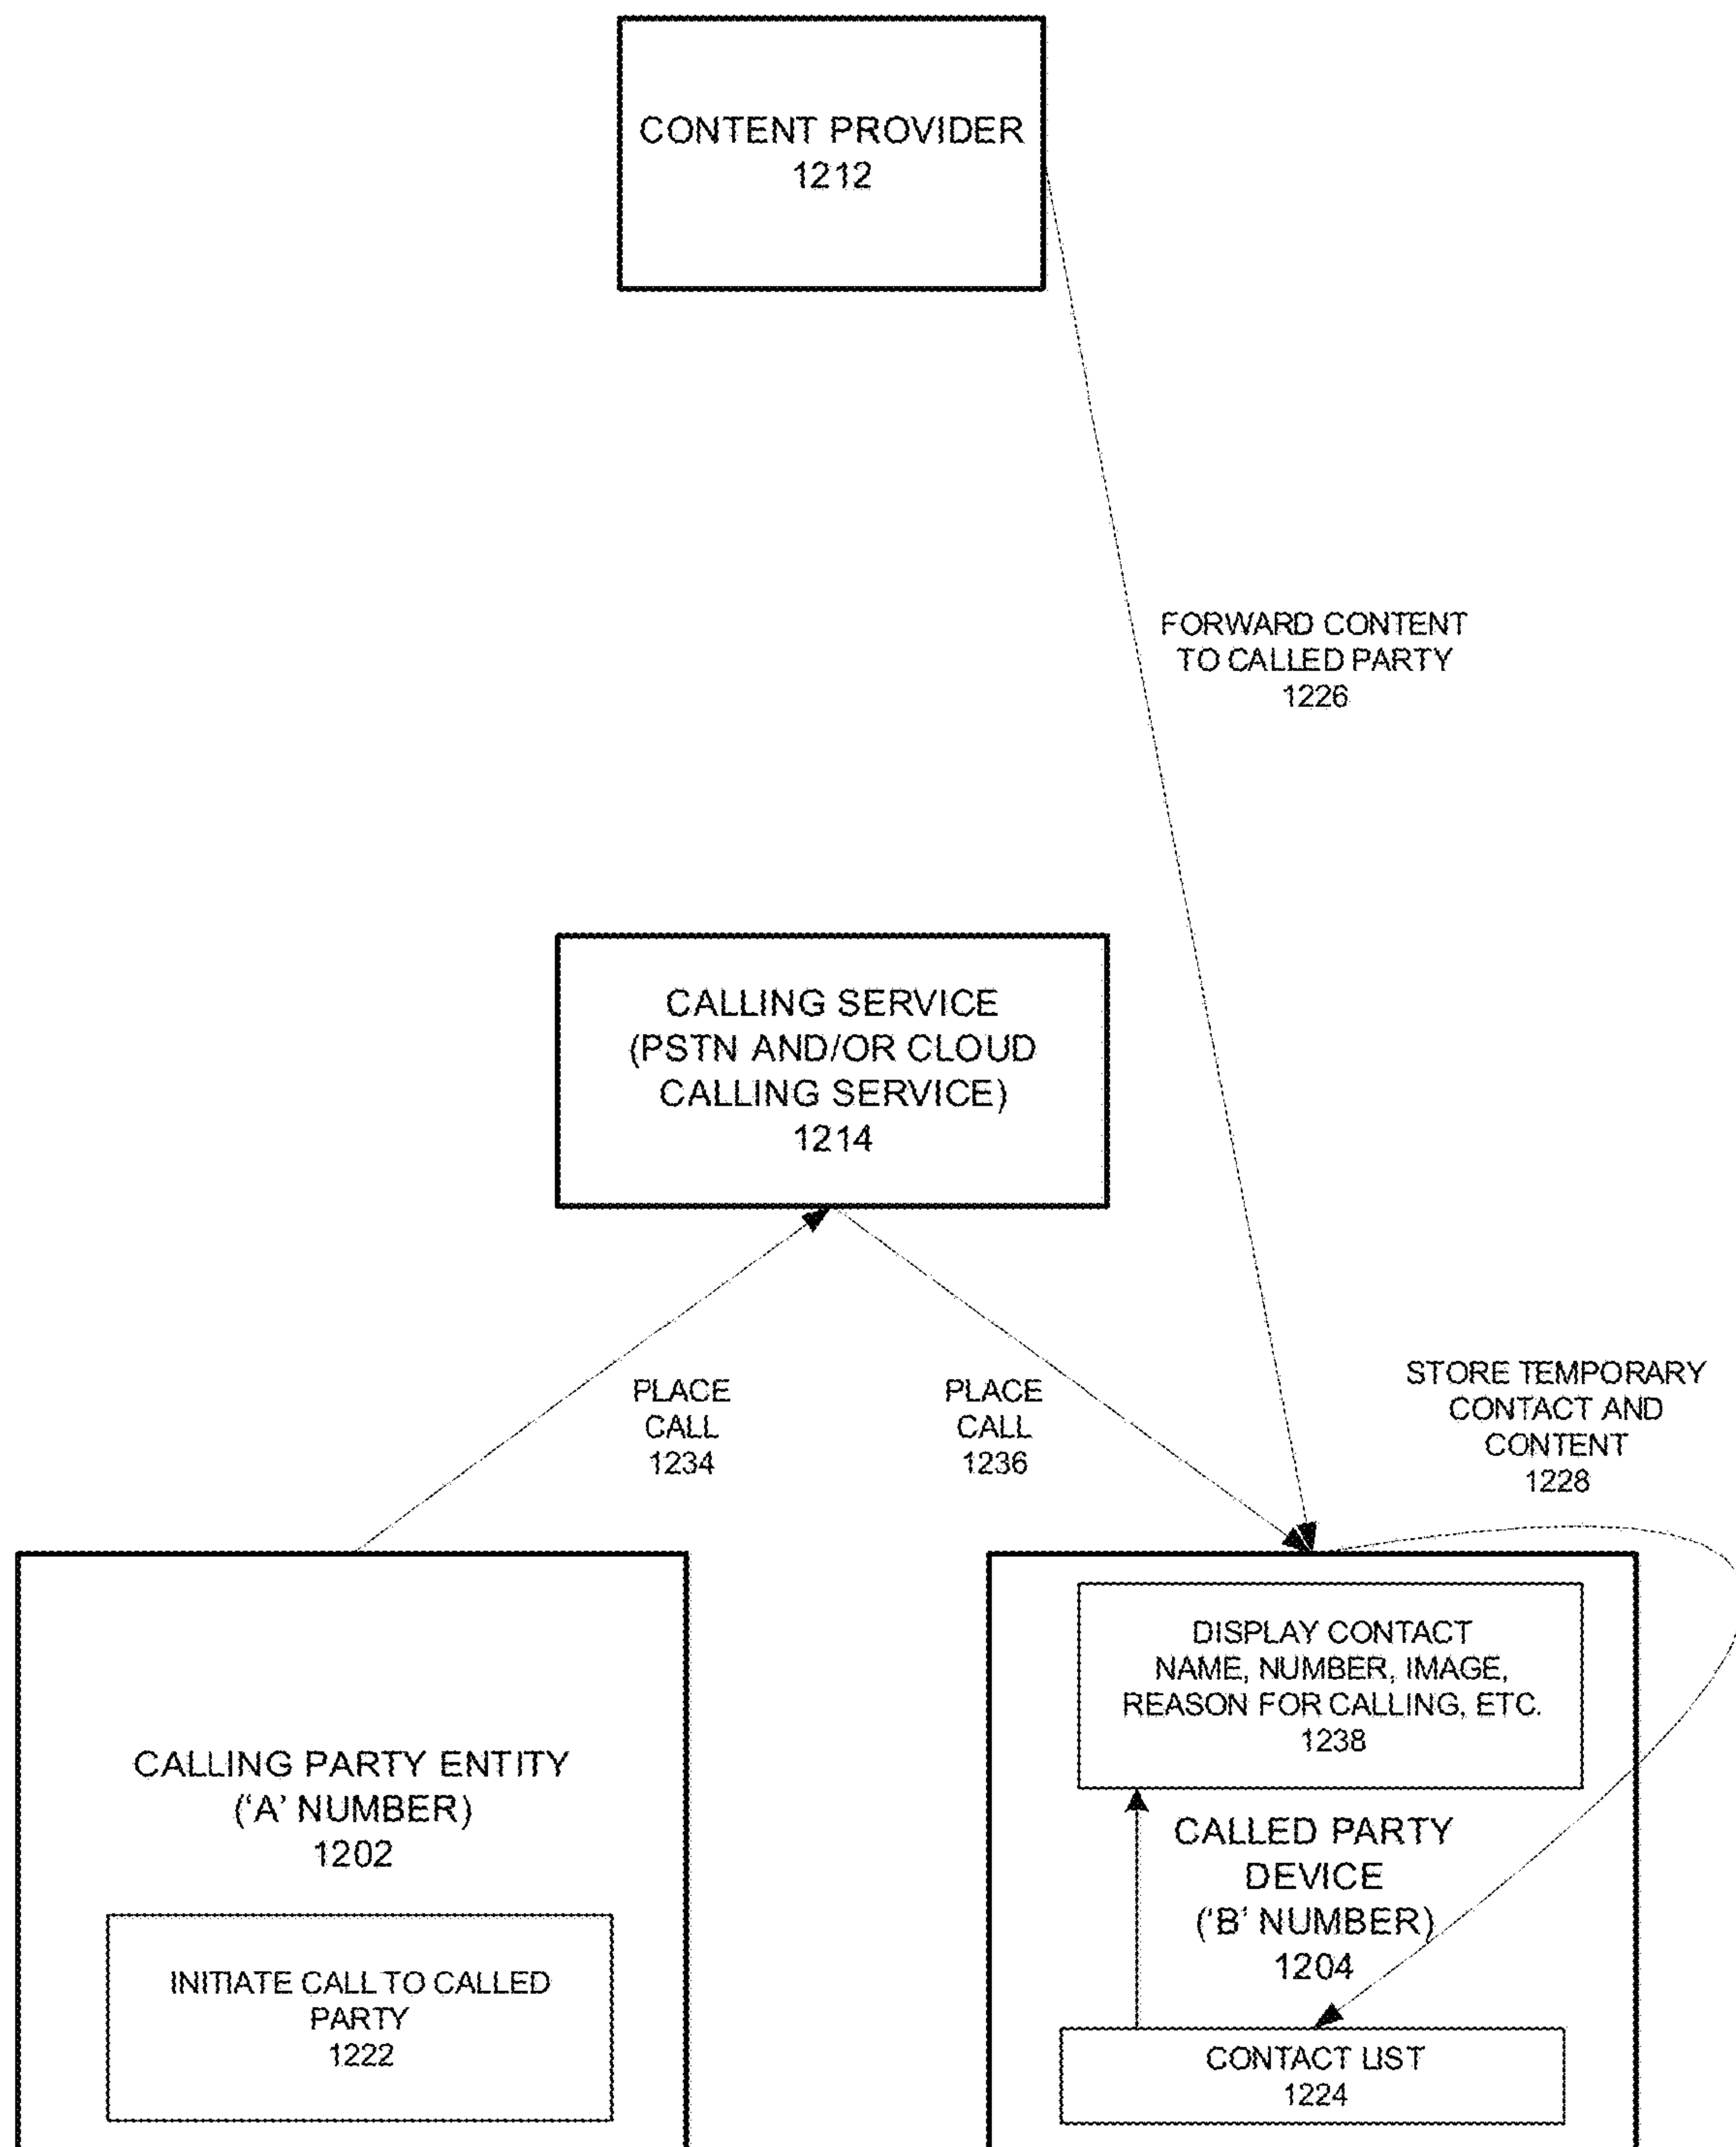 CONTENT PROVIDER
1212
FORWARD CONTENT
TO CALLED PARTY
1226
CALLING SERVICE
(PSTN AND/OR CLOUD
CALLING SERVICE)
1214
PLACE
CALL
1234
PLACE
CALL
1236
STORE TEMPORARY
CONTACT AND
CONTENT
1228
CALLING PARTY ENTITY
('A' NUMBER)
1202
INITIATE CALL TO CALLED
PARTY
1222
DISPLAY CONTACT
NAME, NUMBER, IMAGE,
REASON FOR CALLING, ETC.
1238
CALLED PARTY
DEVICE
('B' NUMBER)
1204
CONTACT LIST
1224